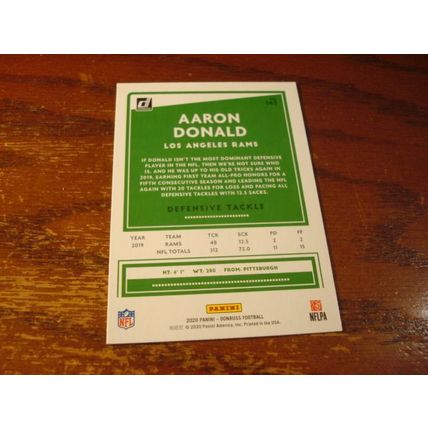 AARON
DONALD
LOS ANGELES RAMS
IF DONALD ISN'T THE MOST DOMINANT DEFENSIVE
PLAYER IN THE NFL, THEN WE'RE NOT SURE WHO
IS. AND HE WAS UP TO HIS OLD TRICKS AGAIN IN
2019, EARNING FIRST TEAM ALL-PRO HONORS FOR A
FIFTH CONSECUTIVE SEASON AND LEADING THE NFL
AGAIN WITH 20 TACKLES FOR LOSS AND PACING ALL
DEFENSIVE TACKLES WITH 12.5 SACKS.
DEFENSIVE TACKLE
YEAR TEAM TCK SCK PD FF
2019 RAMS 48 12.5 2 2
NFL TOTALS 312 72.0 11 15
HT: 6' 1" WT: 280 FROM: PITTSBURGH
PANINI
NFL
NFLPA
2020 PANINI – DONRUSS FOOTBALL
© 2020 Panini America, Inc. Printed in the USA.